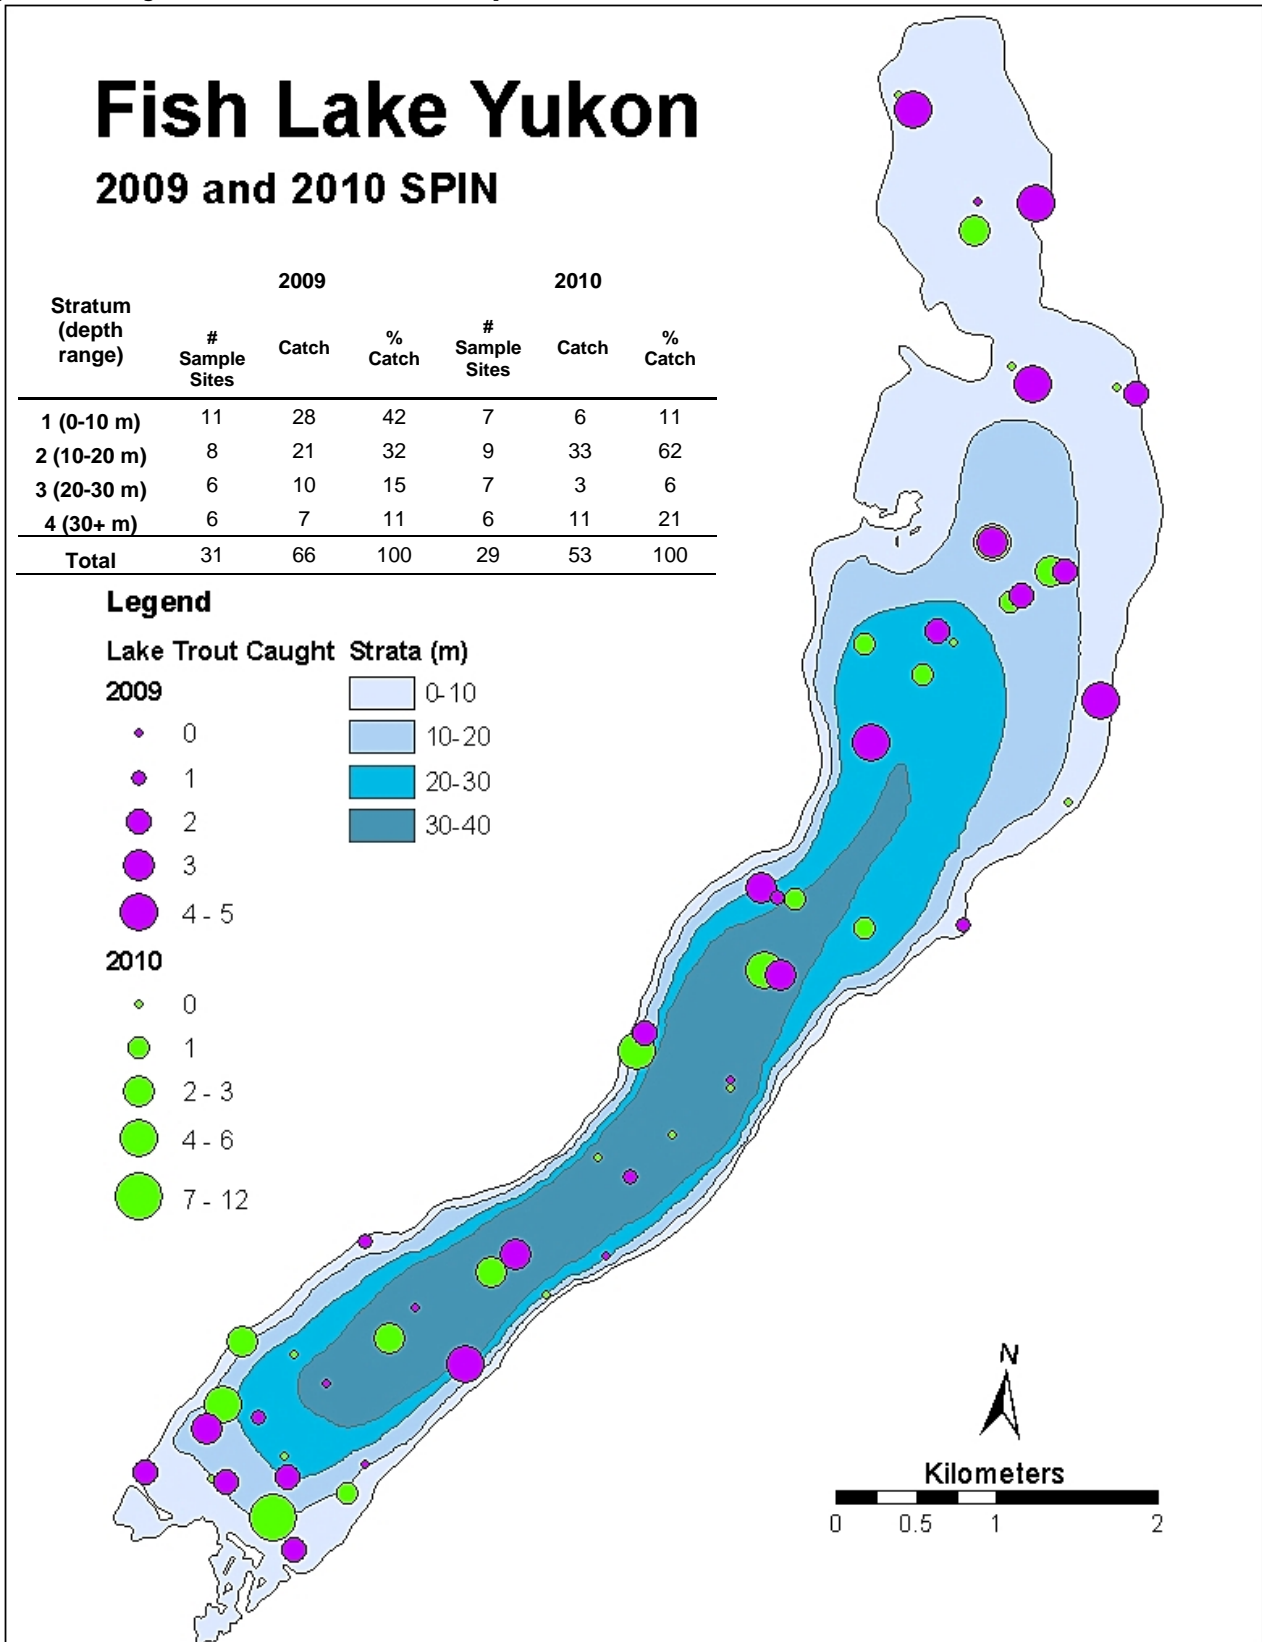 Fish Lake Yukon
2009 and 2010 SPIN
2009 2010
Stratum (depth range) # Sample Sites Catch % Catch # Sample Sites Catch % Catch
1 (0-10 m) 11 28 42 7 6 11
2 (10-20 m) 8 21 32 9 33 62
3 (20-30 m) 6 10 15 7 3 6
4 (30+ m) 6 7 11 6 11 21
Total 31 66 100 29 53 100
Legend
Lake Trout Caught Strata (m)
2009
0
1
2
3
4 - 5
2010
0
1
2 - 3
4 - 6
7 - 12
0-10
10-20
20-30
30-40
N
Kilometers
0 0.5 1 2